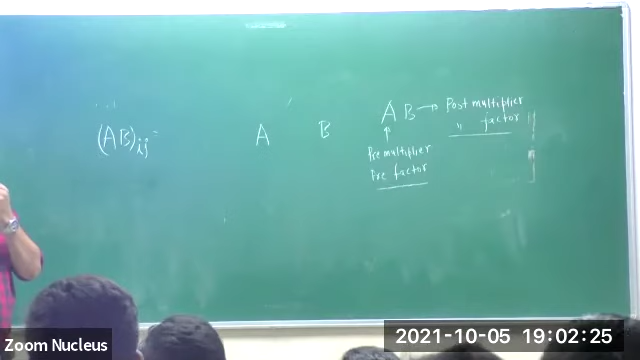 (AB)ij
A
B
A B → Post multiplier
" factor
↑
Pre multiplier
Pre factor
Zoom Nucleus
2021-10-05 19:02:25